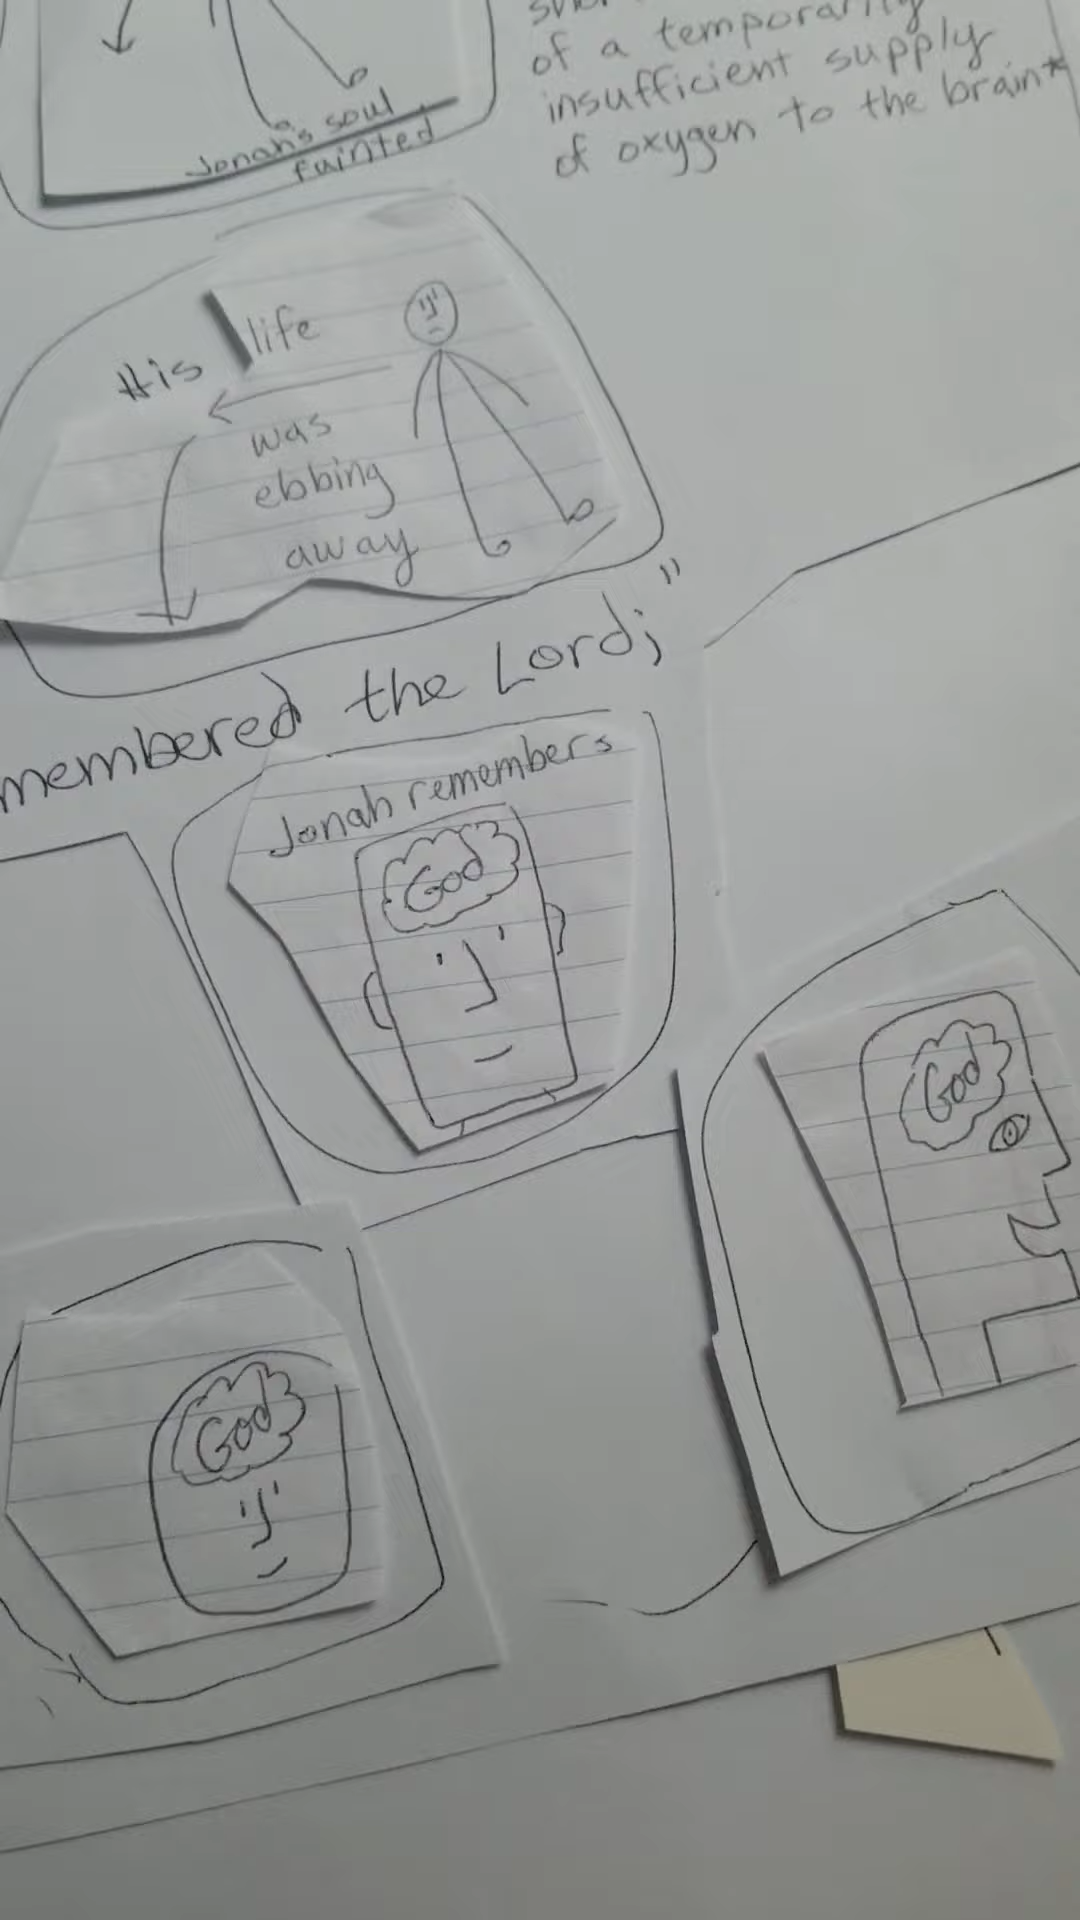 of a temporarily
insufficient supply
of oxygen to the brain*
Jonah's soul
fainted
His life
was
ebbing
away
membered the Lord;"
Jonah remembers
God
God
God